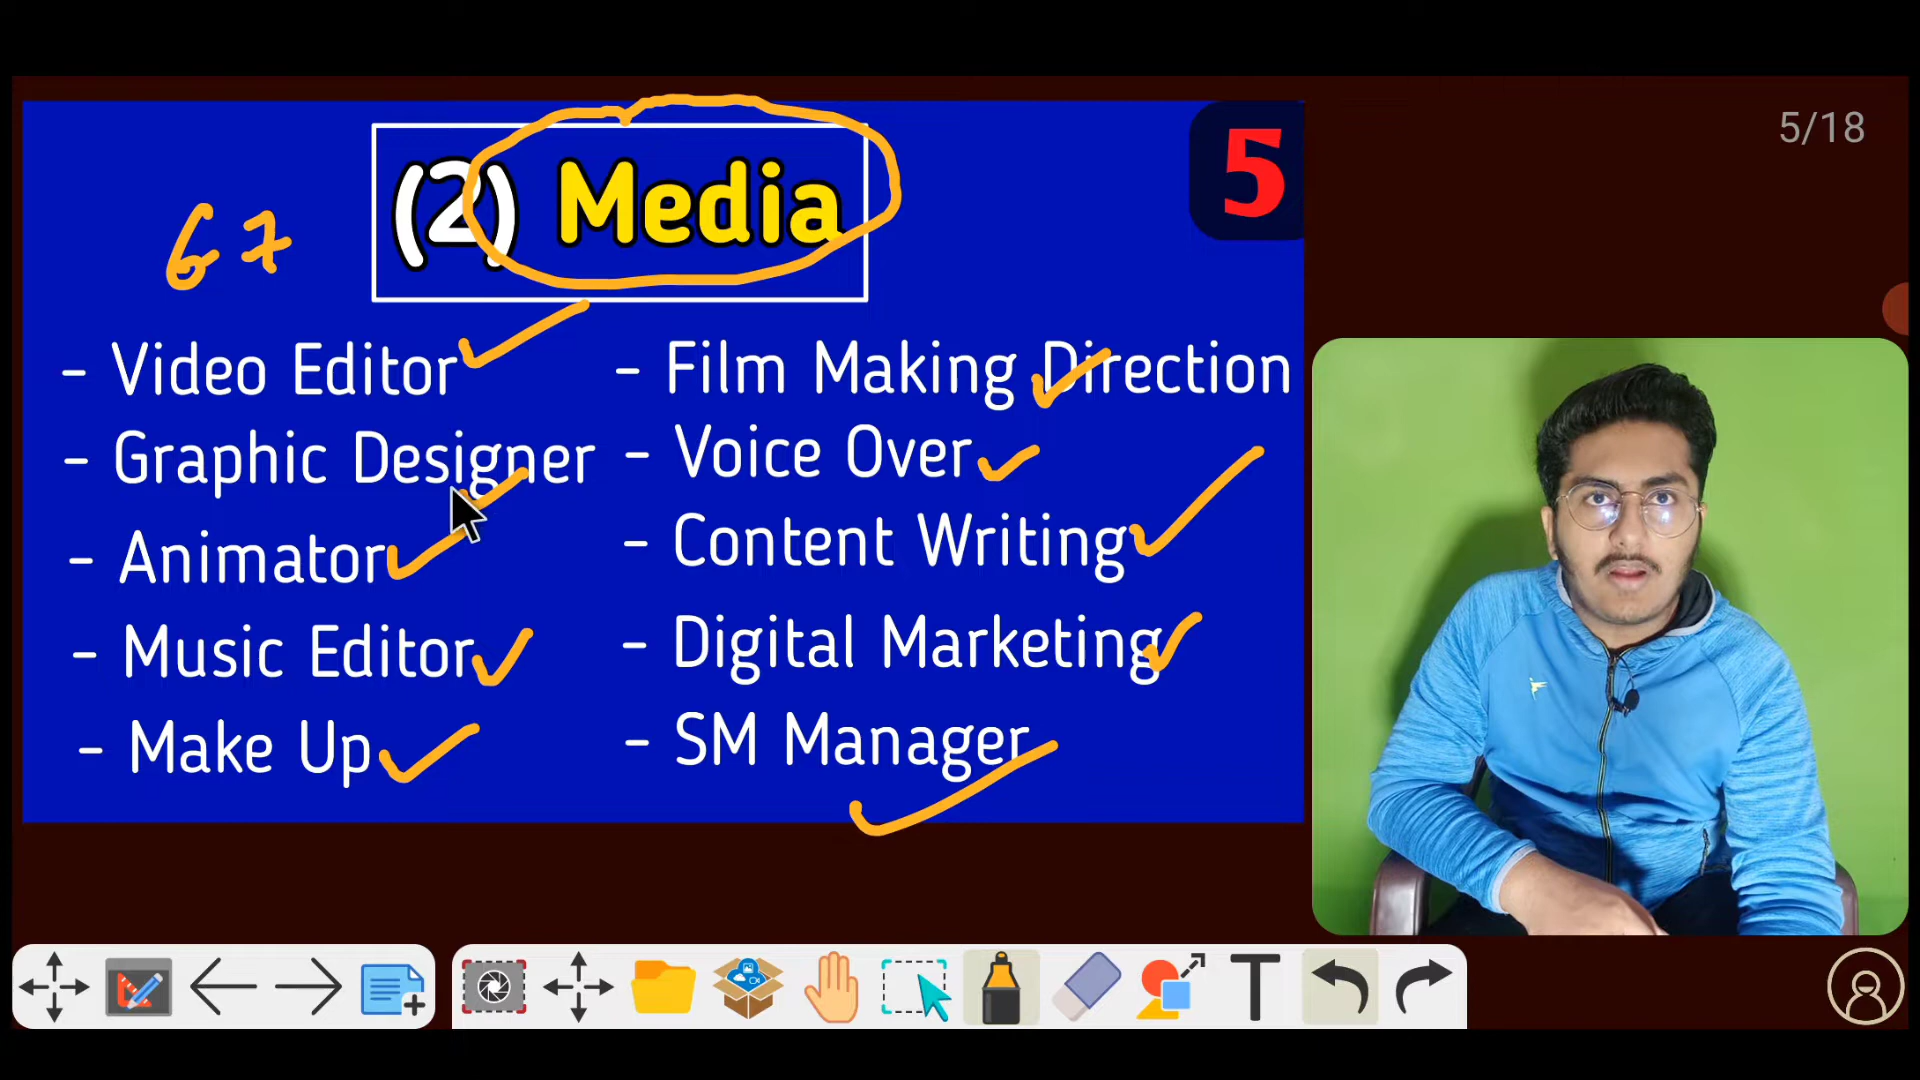 5/18
(2) Media
5
67
- Video Editor
- Graphic Designer
- Animator
- Music Editor
- Make Up
- Film Making Direction
- Voice Over
- Content Writing
- Digital Marketing
- SM Manager
T